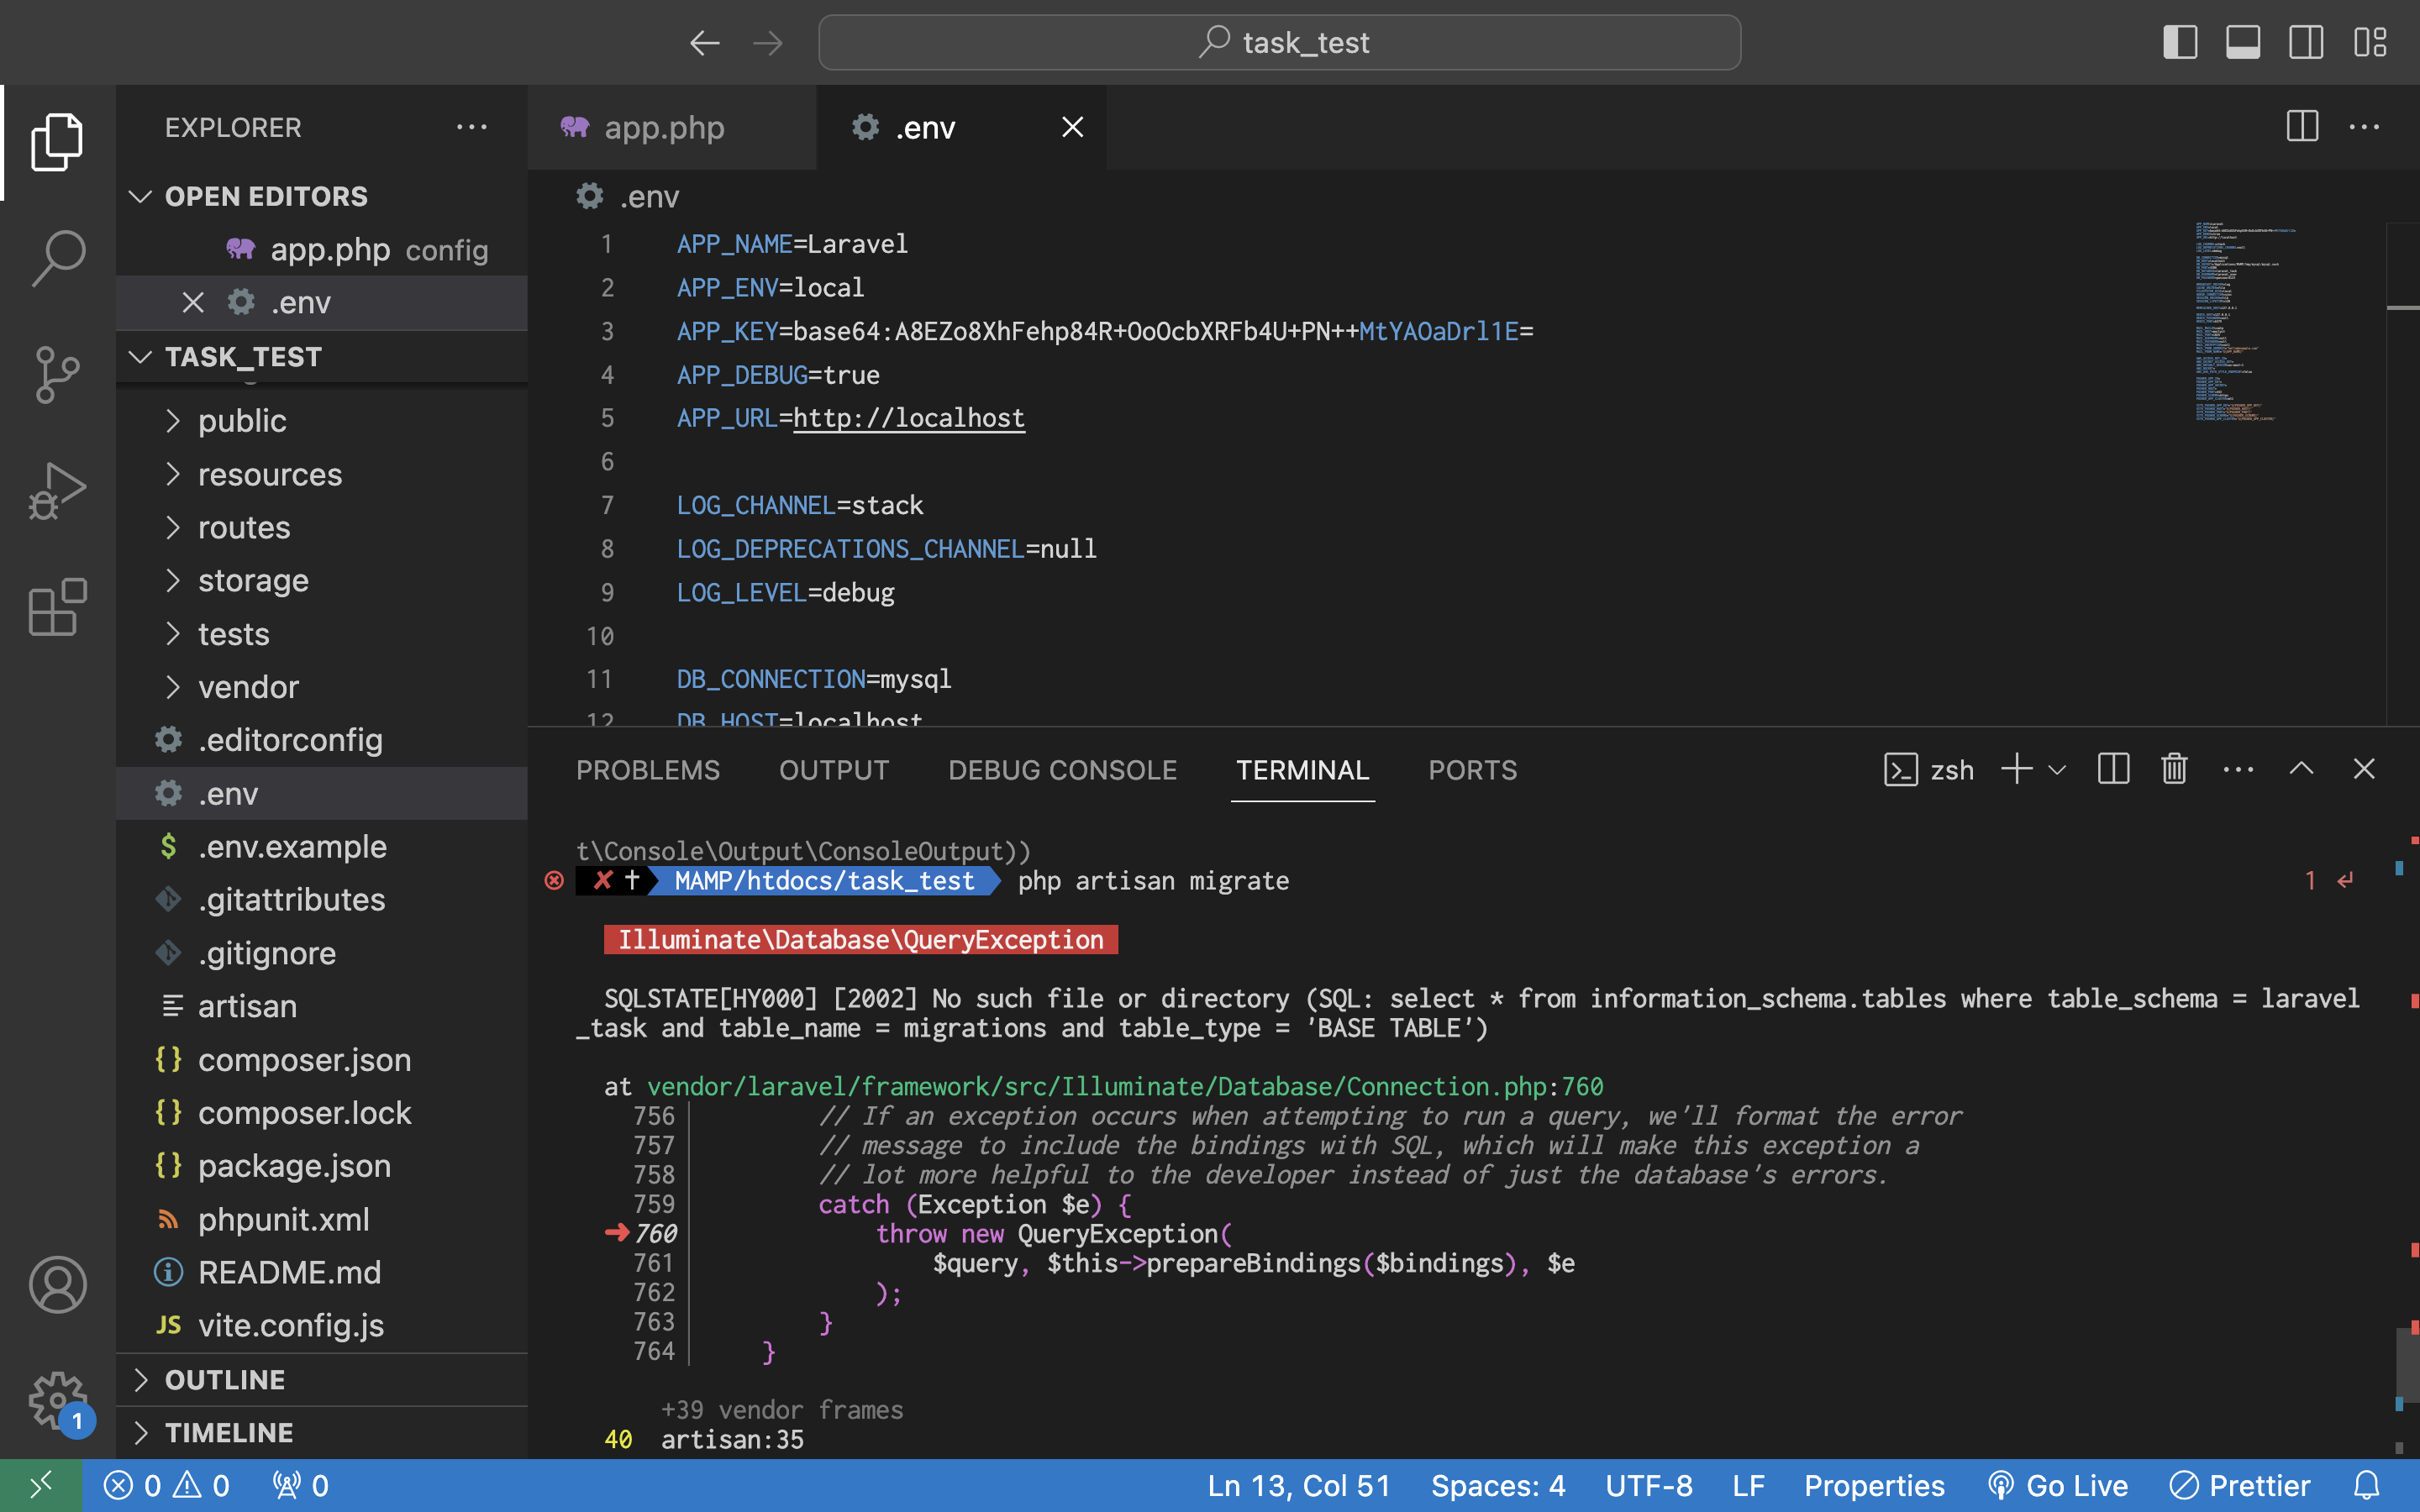 task_test
EXPLORER
OPEN EDITORS
app.php config
.env
TASK_TEST
public
resources
routes
storage
tests
vendor
.editorconfig
.env
.env.example
.gitattributes
.gitignore
artisan
composer.json
composer.lock
package.json
phpunit.xml
README.md
JS vite.config.js
OUTLINE
TIMELINE
1
app.php
.env
.env
1 APP_NAME=Laravel
2 APP_ENV=local
3 APP_KEY=base64:A8EZo8XhFehp84R+OoOcbXRFb4U+PN++MtYAOaDrl1E=
4 APP_DEBUG=true
5 APP_URL=http://localhost
6
7 LOG_CHANNEL=stack
8 LOG_DEPRECATIONS_CHANNEL=null
9 LOG_LEVEL=debug
10
11 DB_CONNECTION=mysql
12 DB_HOST=localhost
PROBLEMS OUTPUT DEBUG CONSOLE TERMINAL PORTS
zsh
t\Console\Output\ConsoleOutput))
✘ † MAMP/htdocs/task_test php artisan migrate 1 ↵
Illuminate\Database\QueryException
SQLSTATE[HY000] [2002] No such file or directory (SQL: select * from information_schema.tables where table_schema = laravel
_task and table_name = migrations and table_type = 'BASE TABLE')
at vendor/laravel/framework/src/Illuminate/Database/Connection.php:760
756 // If an exception occurs when attempting to run a query, we'll format the error
757 // message to include the bindings with SQL, which will make this exception a
758 // lot more helpful to the developer instead of just the database's errors.
759 catch (Exception $e) {
➜ 760 throw new QueryException(
761 $query, $this->prepareBindings($bindings), $e
762 );
763 }
764 }
+39 vendor frames
40 artisan:35
0 0 0
Ln 13, Col 51 Spaces: 4 UTF-8 LF Properties Go Live Prettier